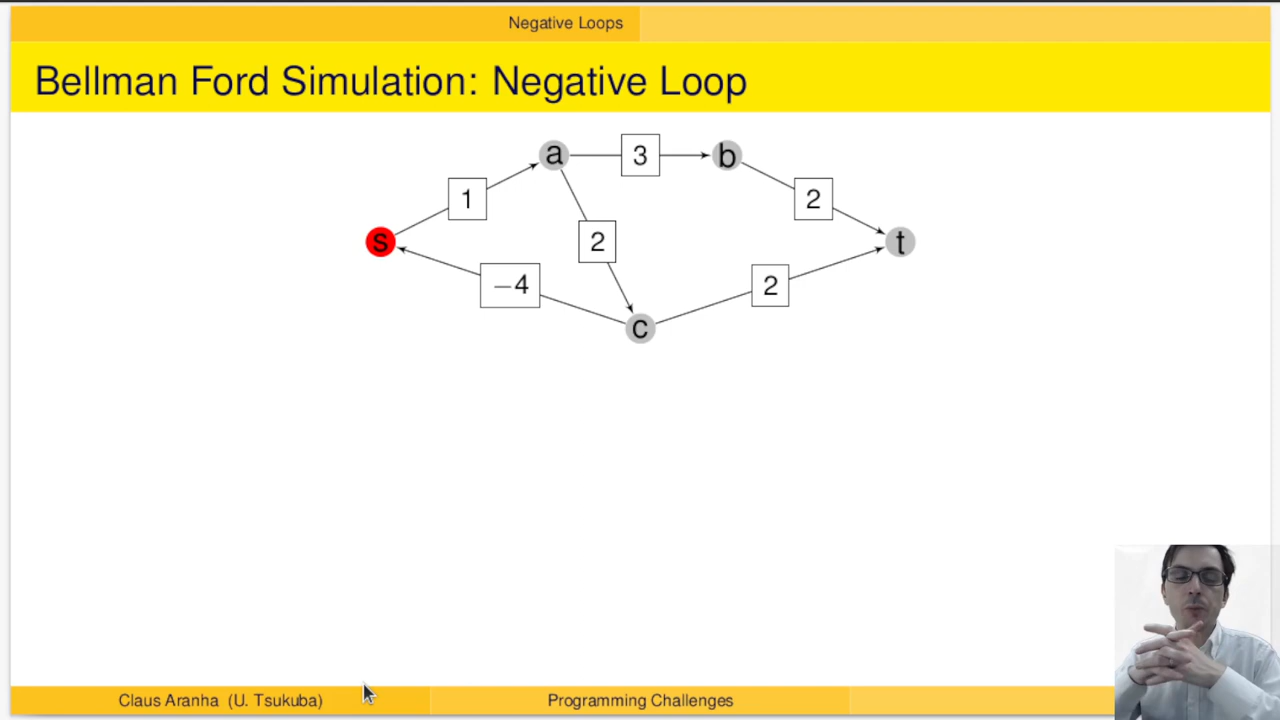 Negative Loops
Bellman Ford Simulation: Negative Loop
a
3
b
1
2
s
2
t
−4
2
c
Claus Aranha (U. Tsukuba)
Programming Challenges